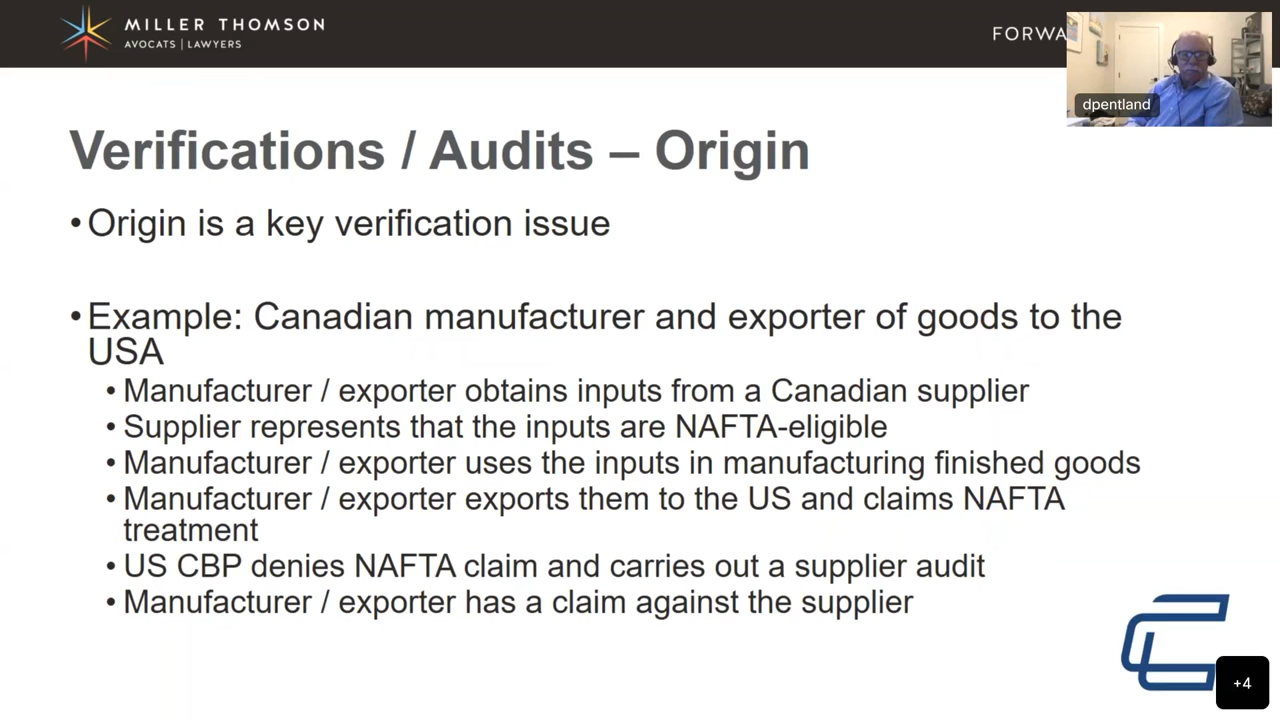 MILLER THOMSON
AVOCATS | LAWYERS
FORWA
dpentland
Verifications / Audits – Origin
• Origin is a key verification issue
• Example: Canadian manufacturer and exporter of goods to the
USA
• Manufacturer / exporter obtains inputs from a Canadian supplier
• Supplier represents that the inputs are NAFTA-eligible
• Manufacturer / exporter uses the inputs in manufacturing finished goods
• Manufacturer / exporter exports them to the US and claims NAFTA
treatment
• US CBP denies NAFTA claim and carries out a supplier audit
• Manufacturer / exporter has a claim against the supplier
+4